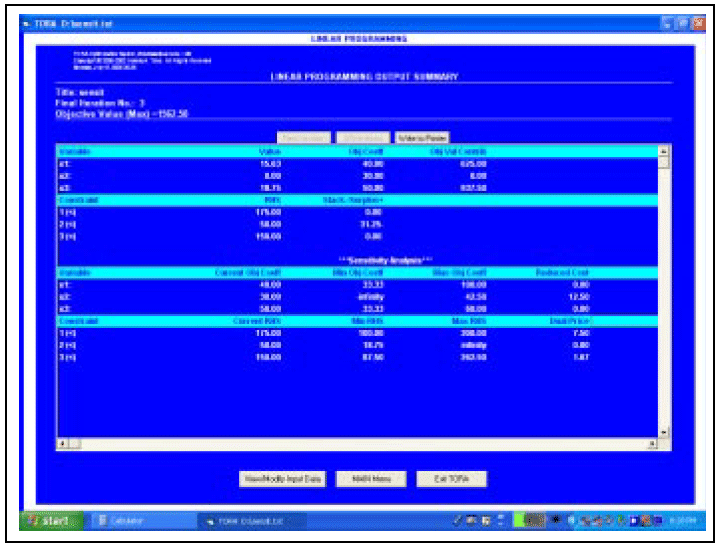 TORA D:\sensit.txt
LINEAR PROGRAMMING
LINEAR PROGRAMMING OUTPUT SUMMARY
Title: sensit
Final Iteration No.: 3
Objective Value (Max) =1562.50
Write to Printer
Variable Value Obj Coeff Obj Val Contrib
x1: 15.63 40.00 625.00
x2: 0.00 30.00 0.00
x3: 18.75 50.00 937.50
Constraint RHS Slack-/Surplus+
1 (<) 175.00 0.00
2 (<) 50.00 31.25-
3 (<) 150.00 0.00
***Sensitivity Analysis***
Variable Current Obj Coeff Min Obj Coeff Max Obj Coeff Reduced Cost
x1: 40.00 33.33 100.00 0.00
x2: 30.00 -infinity 42.50 12.50
x3: 50.00 33.33 60.00 0.00
Constraint Current RHS Min RHS Max RHS Dual Price
1 (<) 175.00 100.00 200.00 7.50
2 (<) 50.00 18.75 infinity 0.00
3 (<) 150.00 87.50 262.50 1.67
View/Modify Input Data MAIN Menu Exit TORA
start Calculator TORA D:\sensit.txt